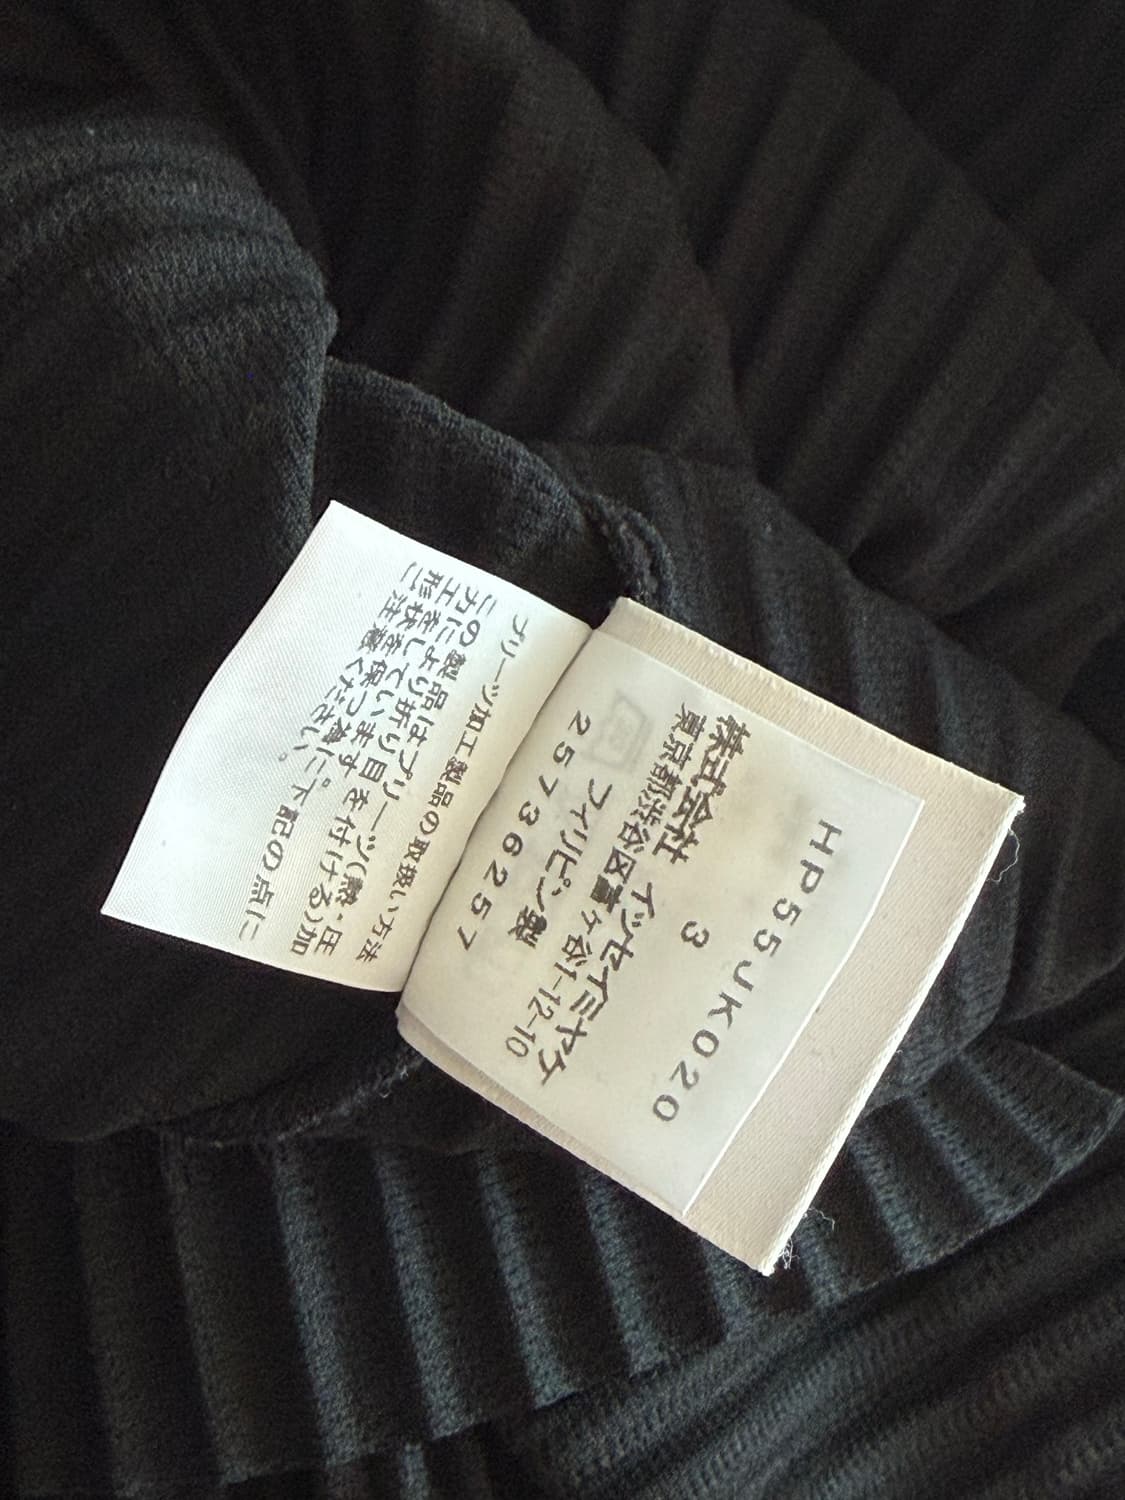 HP55JK020
3
株式会社 イッセイミヤケ
東京都渋谷区富ヶ谷1-12-10
フィリピン製
25736257
プリーツ加工製品の取扱い方法
この製品はプリーツ(熱・圧
力により折り目を付ける)加
工をしています。
形状を保つ為に下記の点に
ご注意ください。